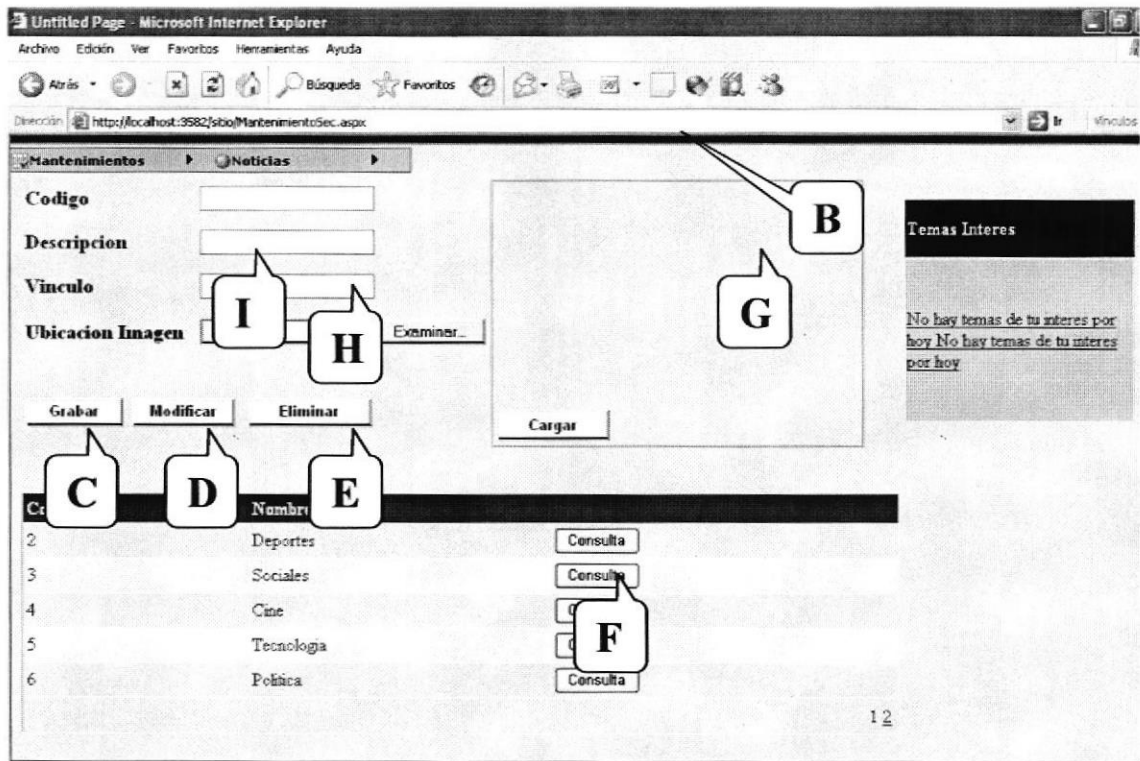 Untitled Page - Microsoft Internet Explorer
Archivo Edición Ver Favoritos Herramientas Ayuda
Atrás Búsqueda Favoritos
Dirección http://localhost:3582/sitio/MantenimientoSec.aspx Ir Vínculos
Mantenimientos Noticias
Codigo
B
Temas Interes
Descripcion
Vinculo
I
G
Ubicacion Imagen
H
Examinar...
No hay temas de tu interes por
hoy No hay temas de tu interes
por hoy
Grabar Modificar Eliminar
Cargar
C D E
2 Deportes Consulta
3 Sociales Consulta
4 Cine
F
5 Tecnologia
6 Politica Consulta
1 2